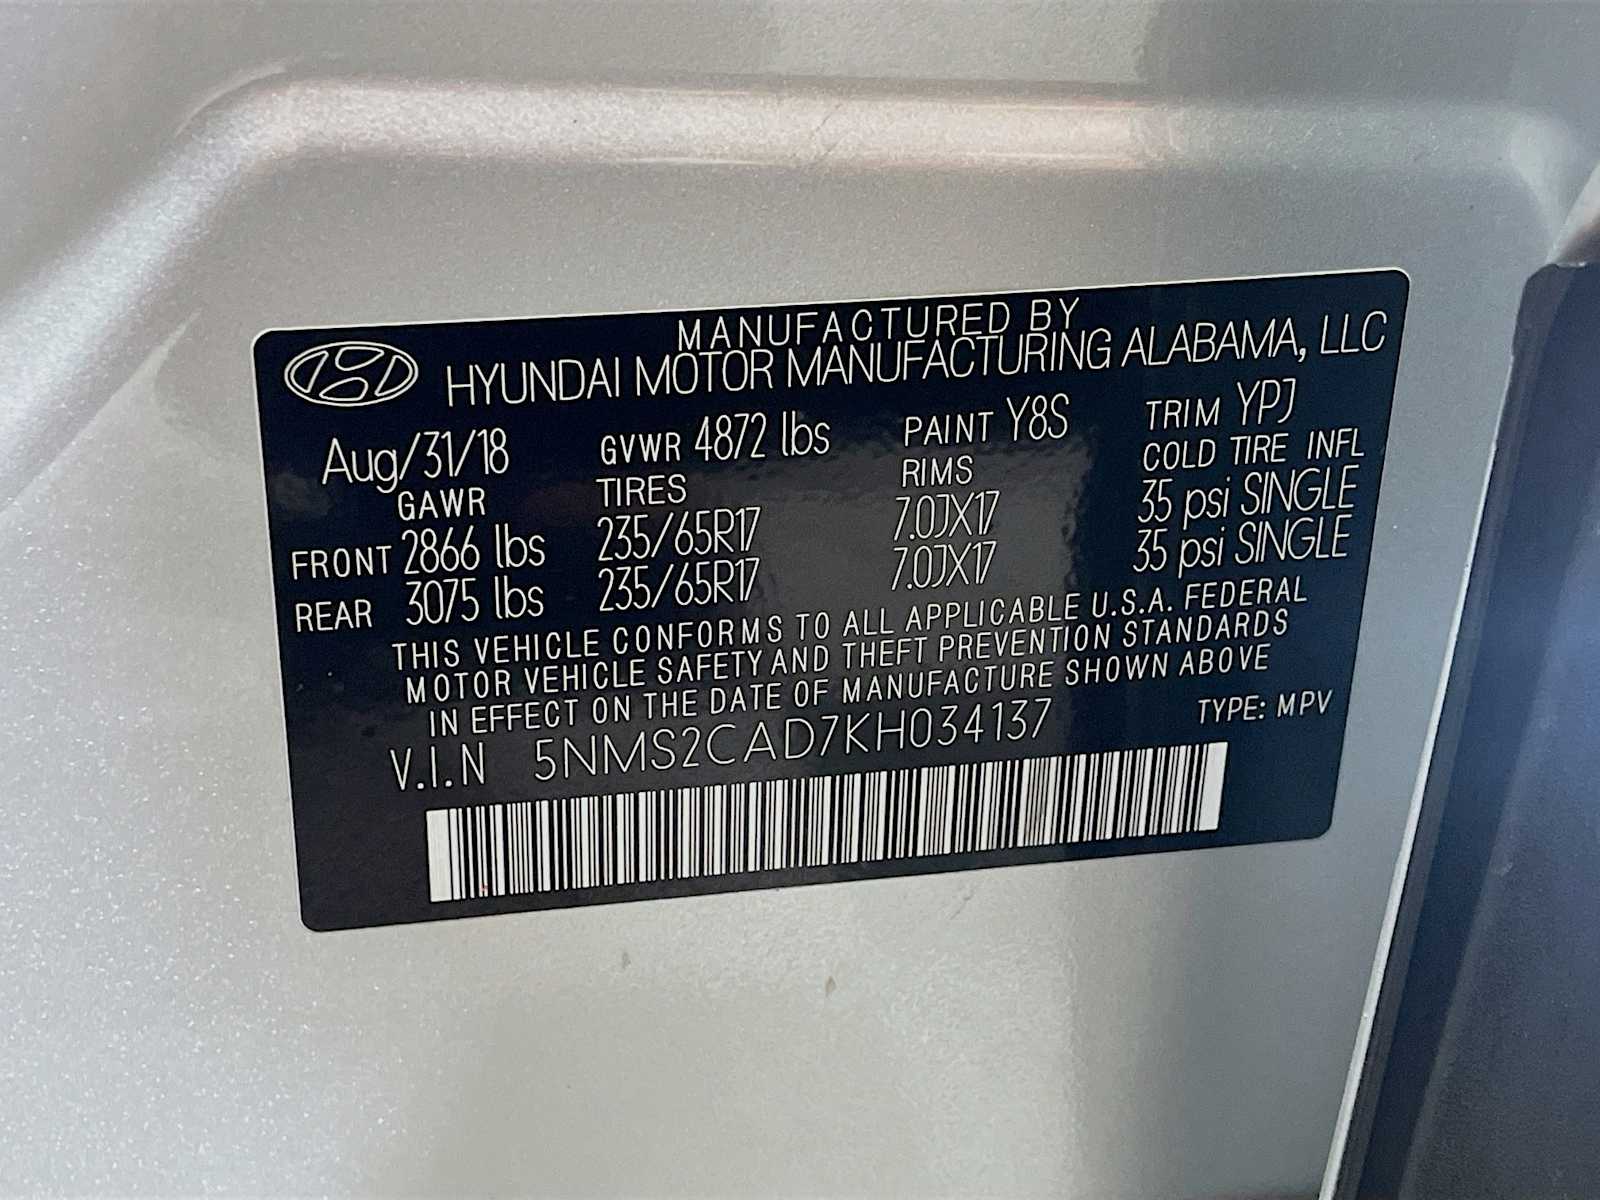 MANUFACTURED BY
HYUNDAI MOTOR MANUFACTURING ALABAMA, LLC
Aug/31/18 GVWR 4872 lbs PAINT Y8S TRIM YPJ
GAWR TIRES RIMS COLD TIRE INFL
FRONT 2866 lbs 235/65R17 7.0JX17 35 psi SINGLE
REAR 3075 lbs 235/65R17 7.0JX17 35 psi SINGLE
THIS VEHICLE CONFORMS TO ALL APPLICABLE U.S.A. FEDERAL
MOTOR VEHICLE SAFETY AND THEFT PREVENTION STANDARDS
IN EFFECT ON THE DATE OF MANUFACTURE SHOWN ABOVE
V.I.N 5NMS2CAD7KH034137 TYPE: MPV